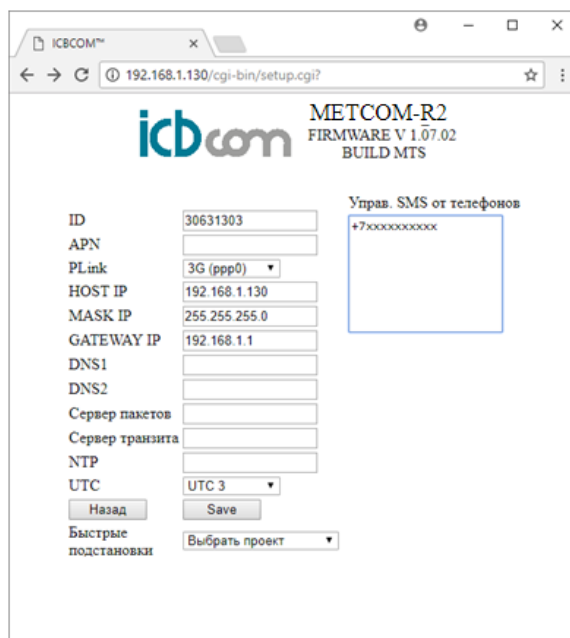 ICBCOM™
192.168.1.130/cgi-bin/setup.cgi?
icbcom
METCOM-R2
FIRMWARE V 1.07.02
BUILD MTS
Управ. SMS от телефонов
+7xxxxxxxxxx
ID 30631303
APN
PLink 3G (ppp0)
HOST IP 192.168.1.130
MASK IP 255.255.255.0
GATEWAY IP 192.168.1.1
DNS1
DNS2
Сервер пакетов
Сервер транзита
NTP
UTC UTC 3
Назад Save
Быстрые
подстановки Выбрать проект